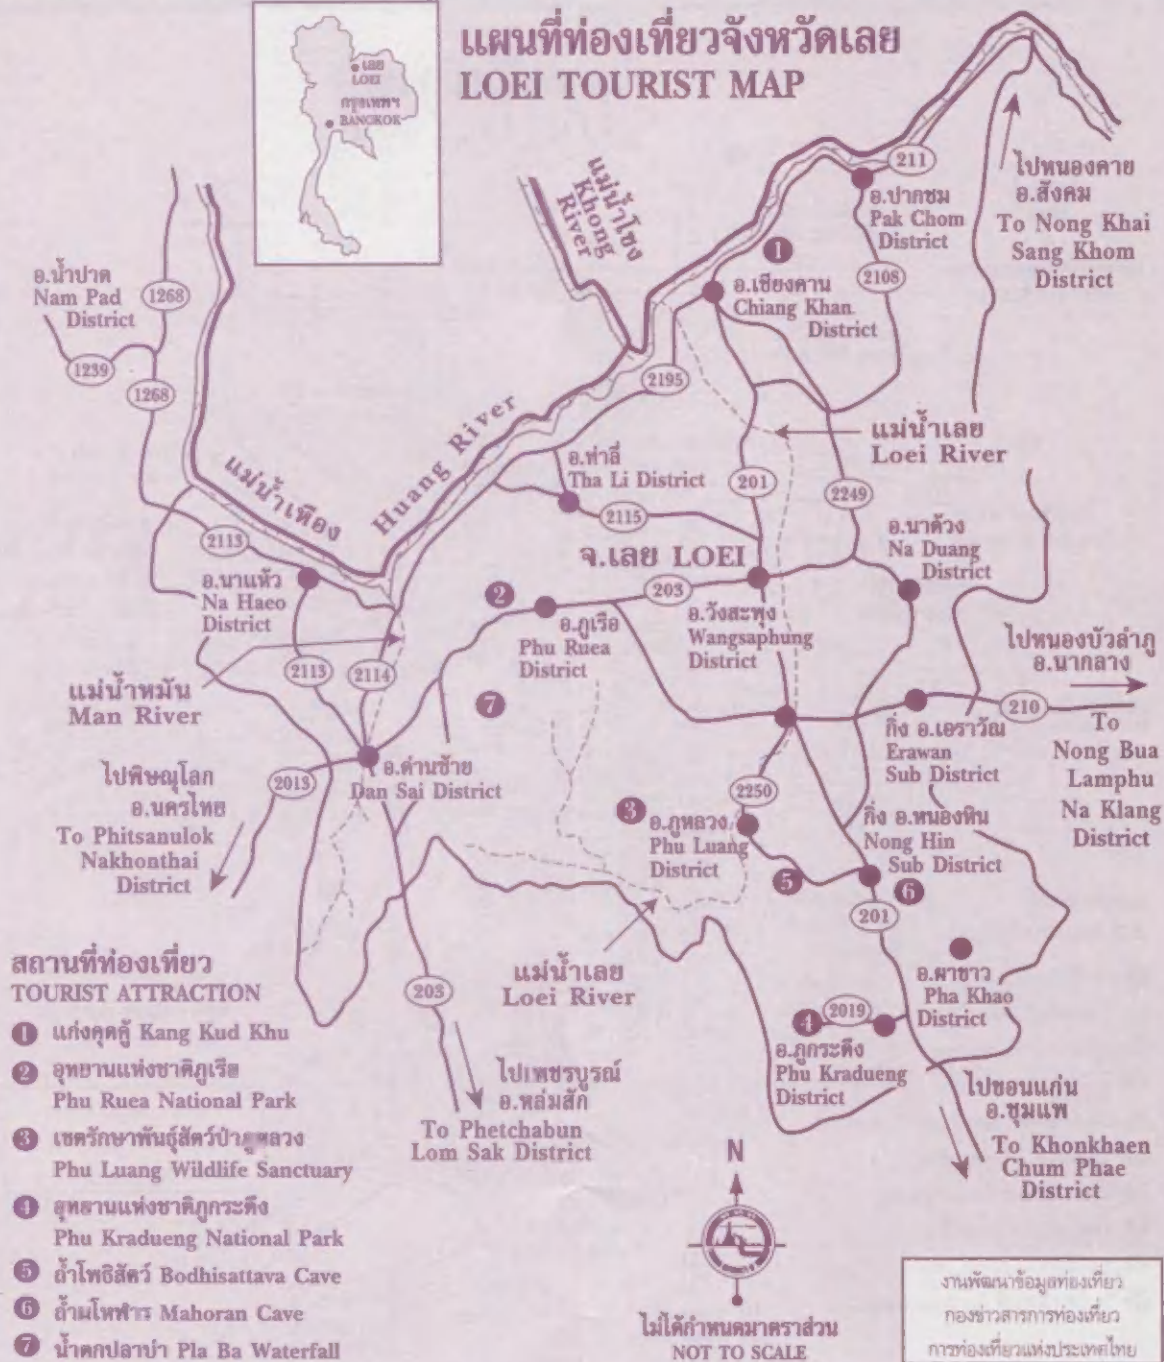 แผนที่ท่องเที่ยวจังหวัดเลย
LOEI TOURIST MAP
เลย
LOEI
กรุงเทพฯ
BANGKOK
แม่น้ำโขง
Khong
River
211
อ.ปากชม
Pak Chom
District
ไปหนองคาย
อ.สังคม
To Nong Khai
Sang Khom
District
1
อ.เชียงคาน
Chiang Khan
District
2108
อ.น้ำปาด
Nam Pad
District
1268
1239
1268
2195
แม่น้ำเลย
Loei River
แม่น้ำเหือง
Huang River
อ.ท่าลี่
Tha Li District
201
2249
2115
2113
อ.นาด้วง
Na Duang
District
จ.เลย LOEI
อ.นาแห้ว
Na Haeo
District
2
203
อ.ภูเรือ
Phu Ruea
District
อ.วังสะพุง
Wangsaphung
District
ไปหนองบัวลำภู
อ.นากลาง
2113
2114
แม่น้ำหมัน
Man River
7
210
To
Nong Bua
Lamphu
Na Klang
District
กิ่ง อ.เอราวัณ
Erawan
Sub District
ไปพิษณุโลก
อ.นครไทย
To Phitsanulok
Nakhonthai
District
2013
อ.ด่านซ้าย
Dan Sai District
2250
3
อ.ภูหลวง
Phu Luang
District
กิ่ง อ.หนองหิน
Nong Hin
Sub District
5
6
201
แม่น้ำเลย
Loei River
203
อ.ผาขาว
Pha Khao
District
4
2019
อ.ภูกระดึง
Phu Kradueng
District
ไปเพชรบูรณ์
อ.หล่มสัก
To Phetchabun
Lom Sak District
ไปขอนแก่น
อ.ชุมแพ
To Khonkhaen
Chum Phae
District
สถานที่ท่องเที่ยว
TOURIST ATTRACTION
1 แก่งคุดคู้ Kang Kud Khu
2 อุทยานแห่งชาติภูเรือ
Phu Ruea National Park
3 เขตรักษาพันธุ์สัตว์ป่าภูหลวง
Phu Luang Wildlife Sanctuary
4 อุทยานแห่งชาติภูกระดึง
Phu Kradueng National Park
5 ถ้ำโพธิสัตว์ Bodhisattava Cave
6 ถ้ำมโหฬาร Mahoran Cave
7 น้ำตกปลาบ่า Pla Ba Waterfall
N
ไม่ได้กำหนดมาตราส่วน
NOT TO SCALE
งานพัฒนาข้อมูลท่องเที่ยว
กองข่าวสารการท่องเที่ยว
การท่องเที่ยวแห่งประเทศไทย